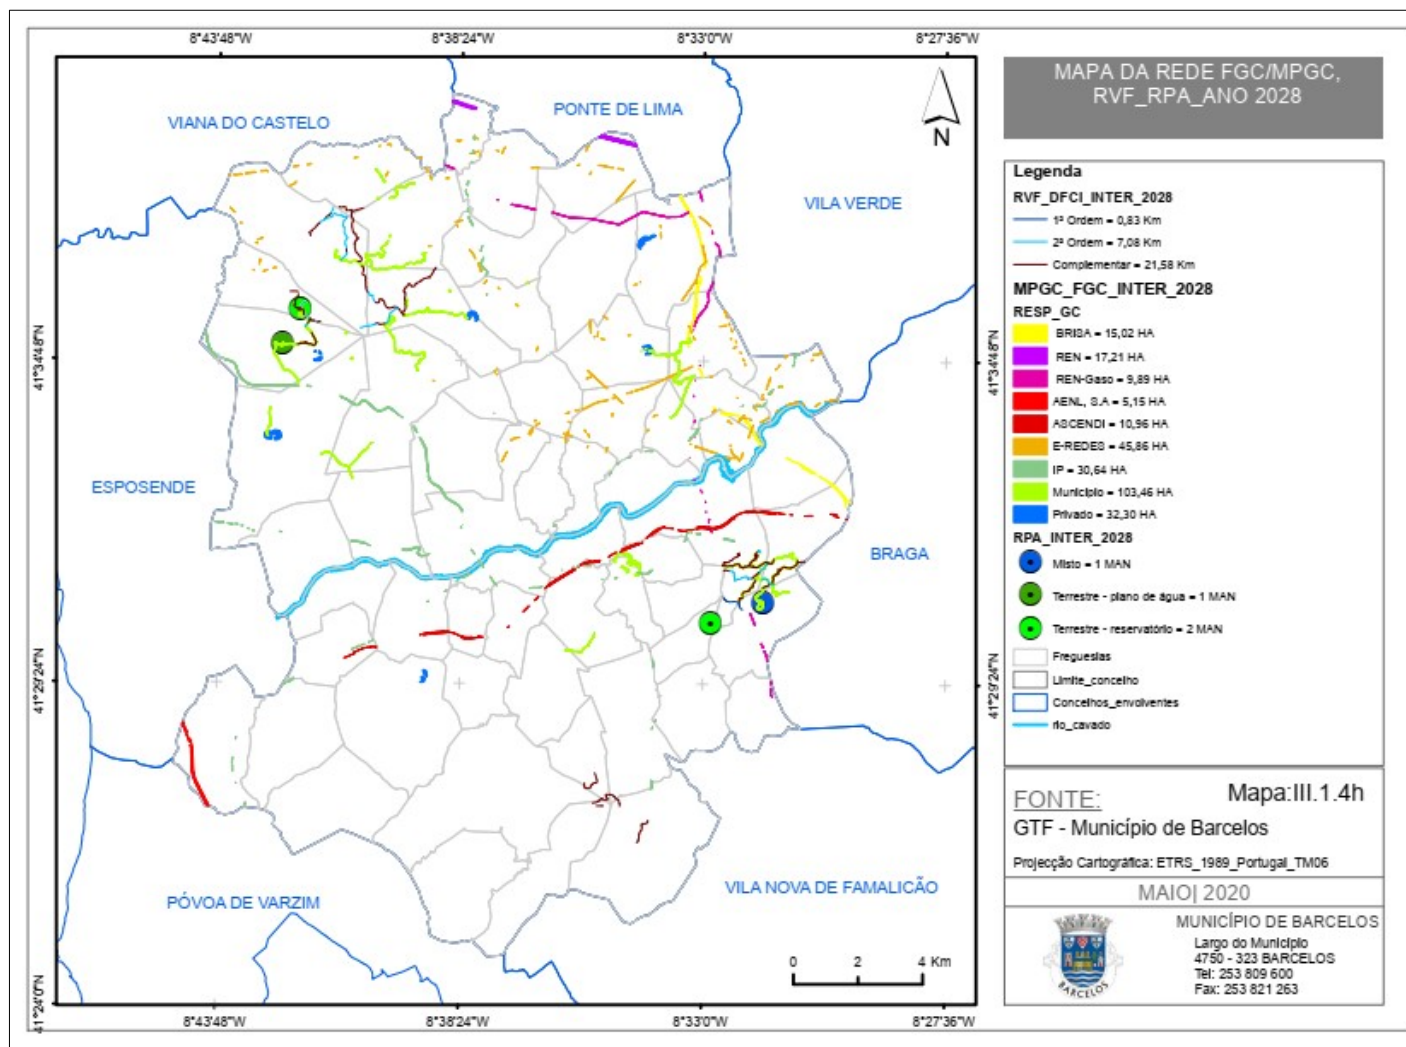 8°43'48"W
8°38'24"W
8°33'0"W
8°27'36"W
MAPA DA REDE FGC/MPGC,
RVF_RPA_ANO 2028
VIANA DO CASTELO
PONTE DE LIMA
N
VILA VERDE
41°34'48"N
41°34'48"N
ESPOSENDE
BRAGA
41°29'24"N
41°29'24"N
PÓVOA DE VARZIM
VILA NOVA DE FAMALICÃO
0 2 4 Km
41°24'0"N
8°43'48"W
8°38'24"W
8°33'0"W
8°27'36"W
Legenda
RVF_DFCI_INTER_2028
1ª Ordem = 0,83 Km
2ª Ordem = 7,08 Km
Complementar = 21,58 Km
MPGC_FGC_INTER_2028
RESP_GC
BRISA = 15,02 HA
REN = 17,21 HA
REN-Gaso = 9,89 HA
AENL, S.A = 5,15 HA
ASCENDI = 10,96 HA
E-REDES = 45,86 HA
IP = 30,64 HA
Município = 103,46 HA
Privado = 32,30 HA
RPA_INTER_2028
Misto = 1 MAN
Terrestre - plano de água = 1 MAN
Terrestre - reservatório = 2 MAN
Freguesias
Limite_concelho
Concelhos_envolventes
rio_cavado
FONTE:
Mapa:III.1.4h
GTF - Município de Barcelos
Projecção Cartográfica: ETRS_1989_Portugal_TM06
MAIO| 2020
MUNICÍPIO DE BARCELOS
Largo do Município
4750 - 323 BARCELOS
Tel: 253 809 600
Fax: 253 821 263
BARCELOS